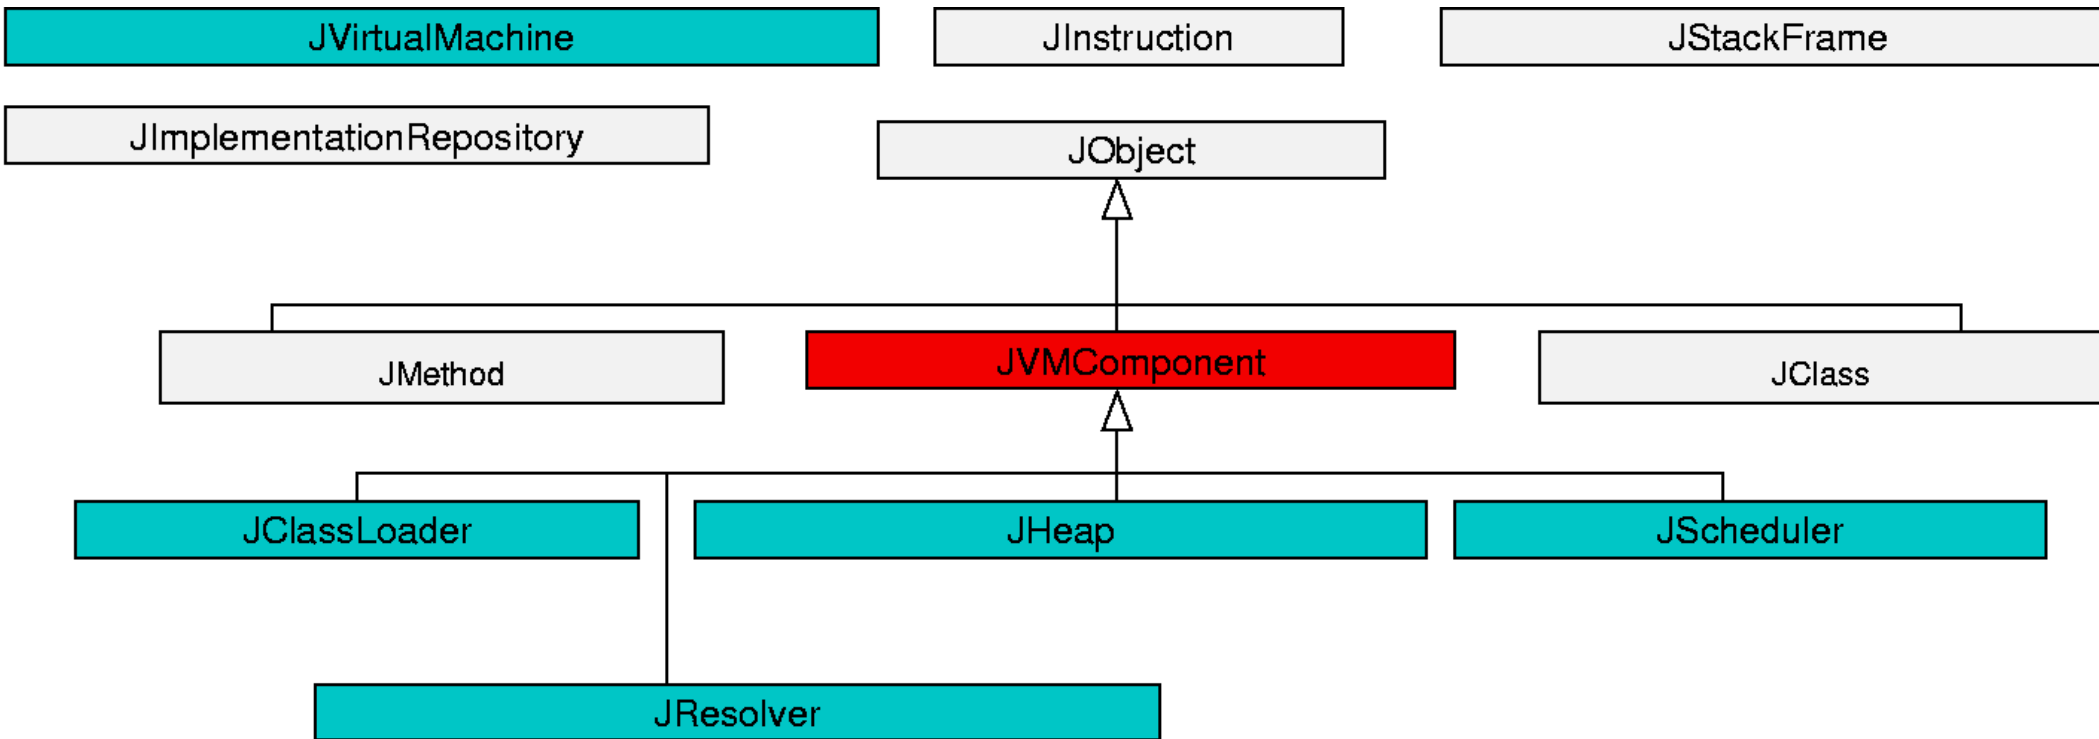 JVirtualMachine
JInstruction
JStackFrame
JImplementationRepository
JObject
JMethod
JVMComponent
JClass
JClassLoader
JHeap
JScheduler
JResolver